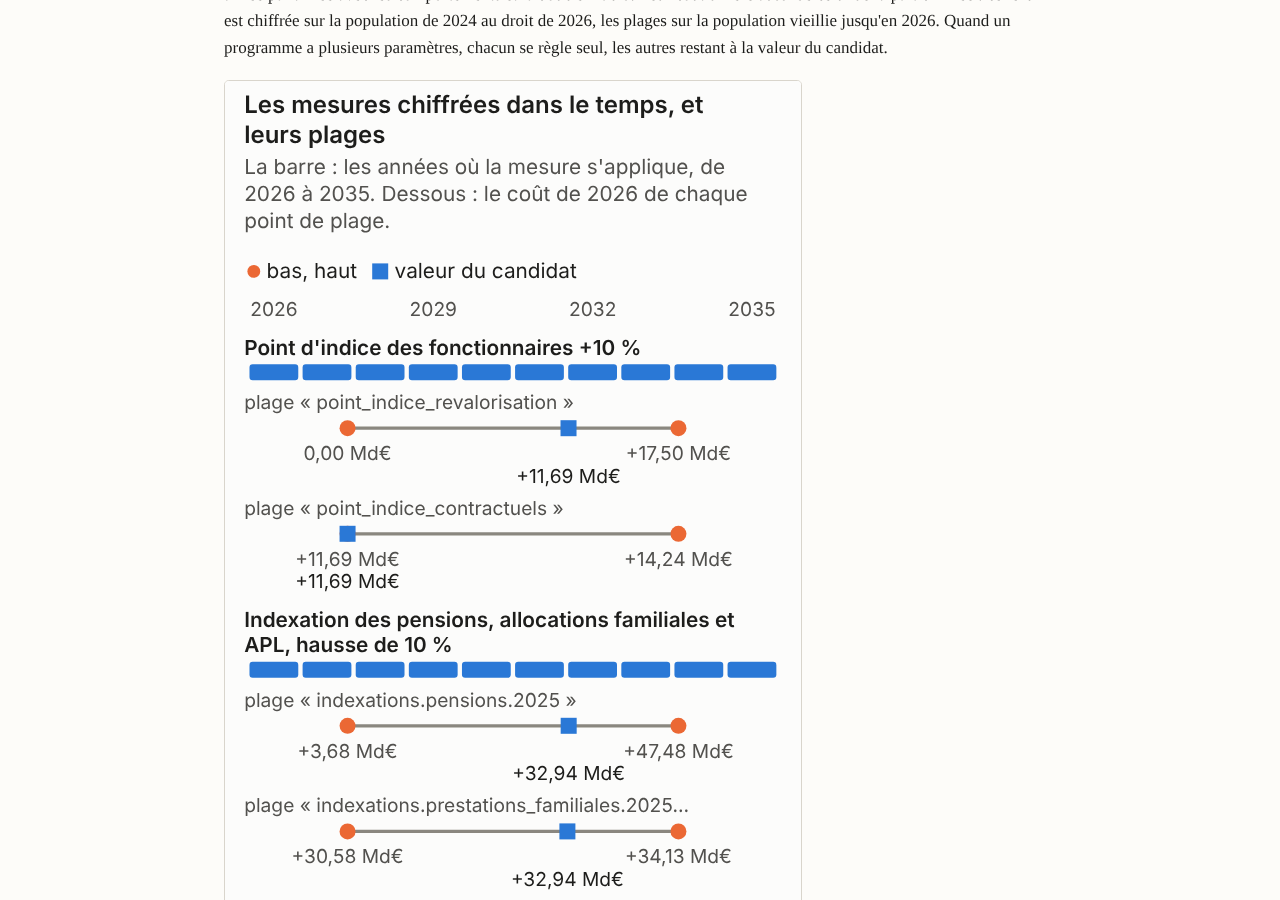 est chiffrée sur la population de 2024 au droit de 2026, les plages sur la population vieillie jusqu'en 2026. Quand un
programme a plusieurs paramètres, chacun se règle seul, les autres restant à la valeur du candidat.
Les mesures chiffrées dans le temps, et
leurs plages
La barre : les années où la mesure s'applique, de
2026 à 2035. Dessous : le coût de 2026 de chaque
point de plage.
bas, haut valeur du candidat
2026 2029 2032 2035
Point d'indice des fonctionnaires +10 %
plage « point_indice_revalorisation »
0,00 Md€ +17,50 Md€
+11,69 Md€
plage « point_indice_contractuels »
+11,69 Md€ +14,24 Md€
+11,69 Md€
Indexation des pensions, allocations familiales et
APL, hausse de 10 %
plage « indexations.pensions.2025 »
+3,68 Md€ +47,48 Md€
+32,94 Md€
plage « indexations.prestations_familiales.2025…
+30,58 Md€ +34,13 Md€
+32,94 Md€